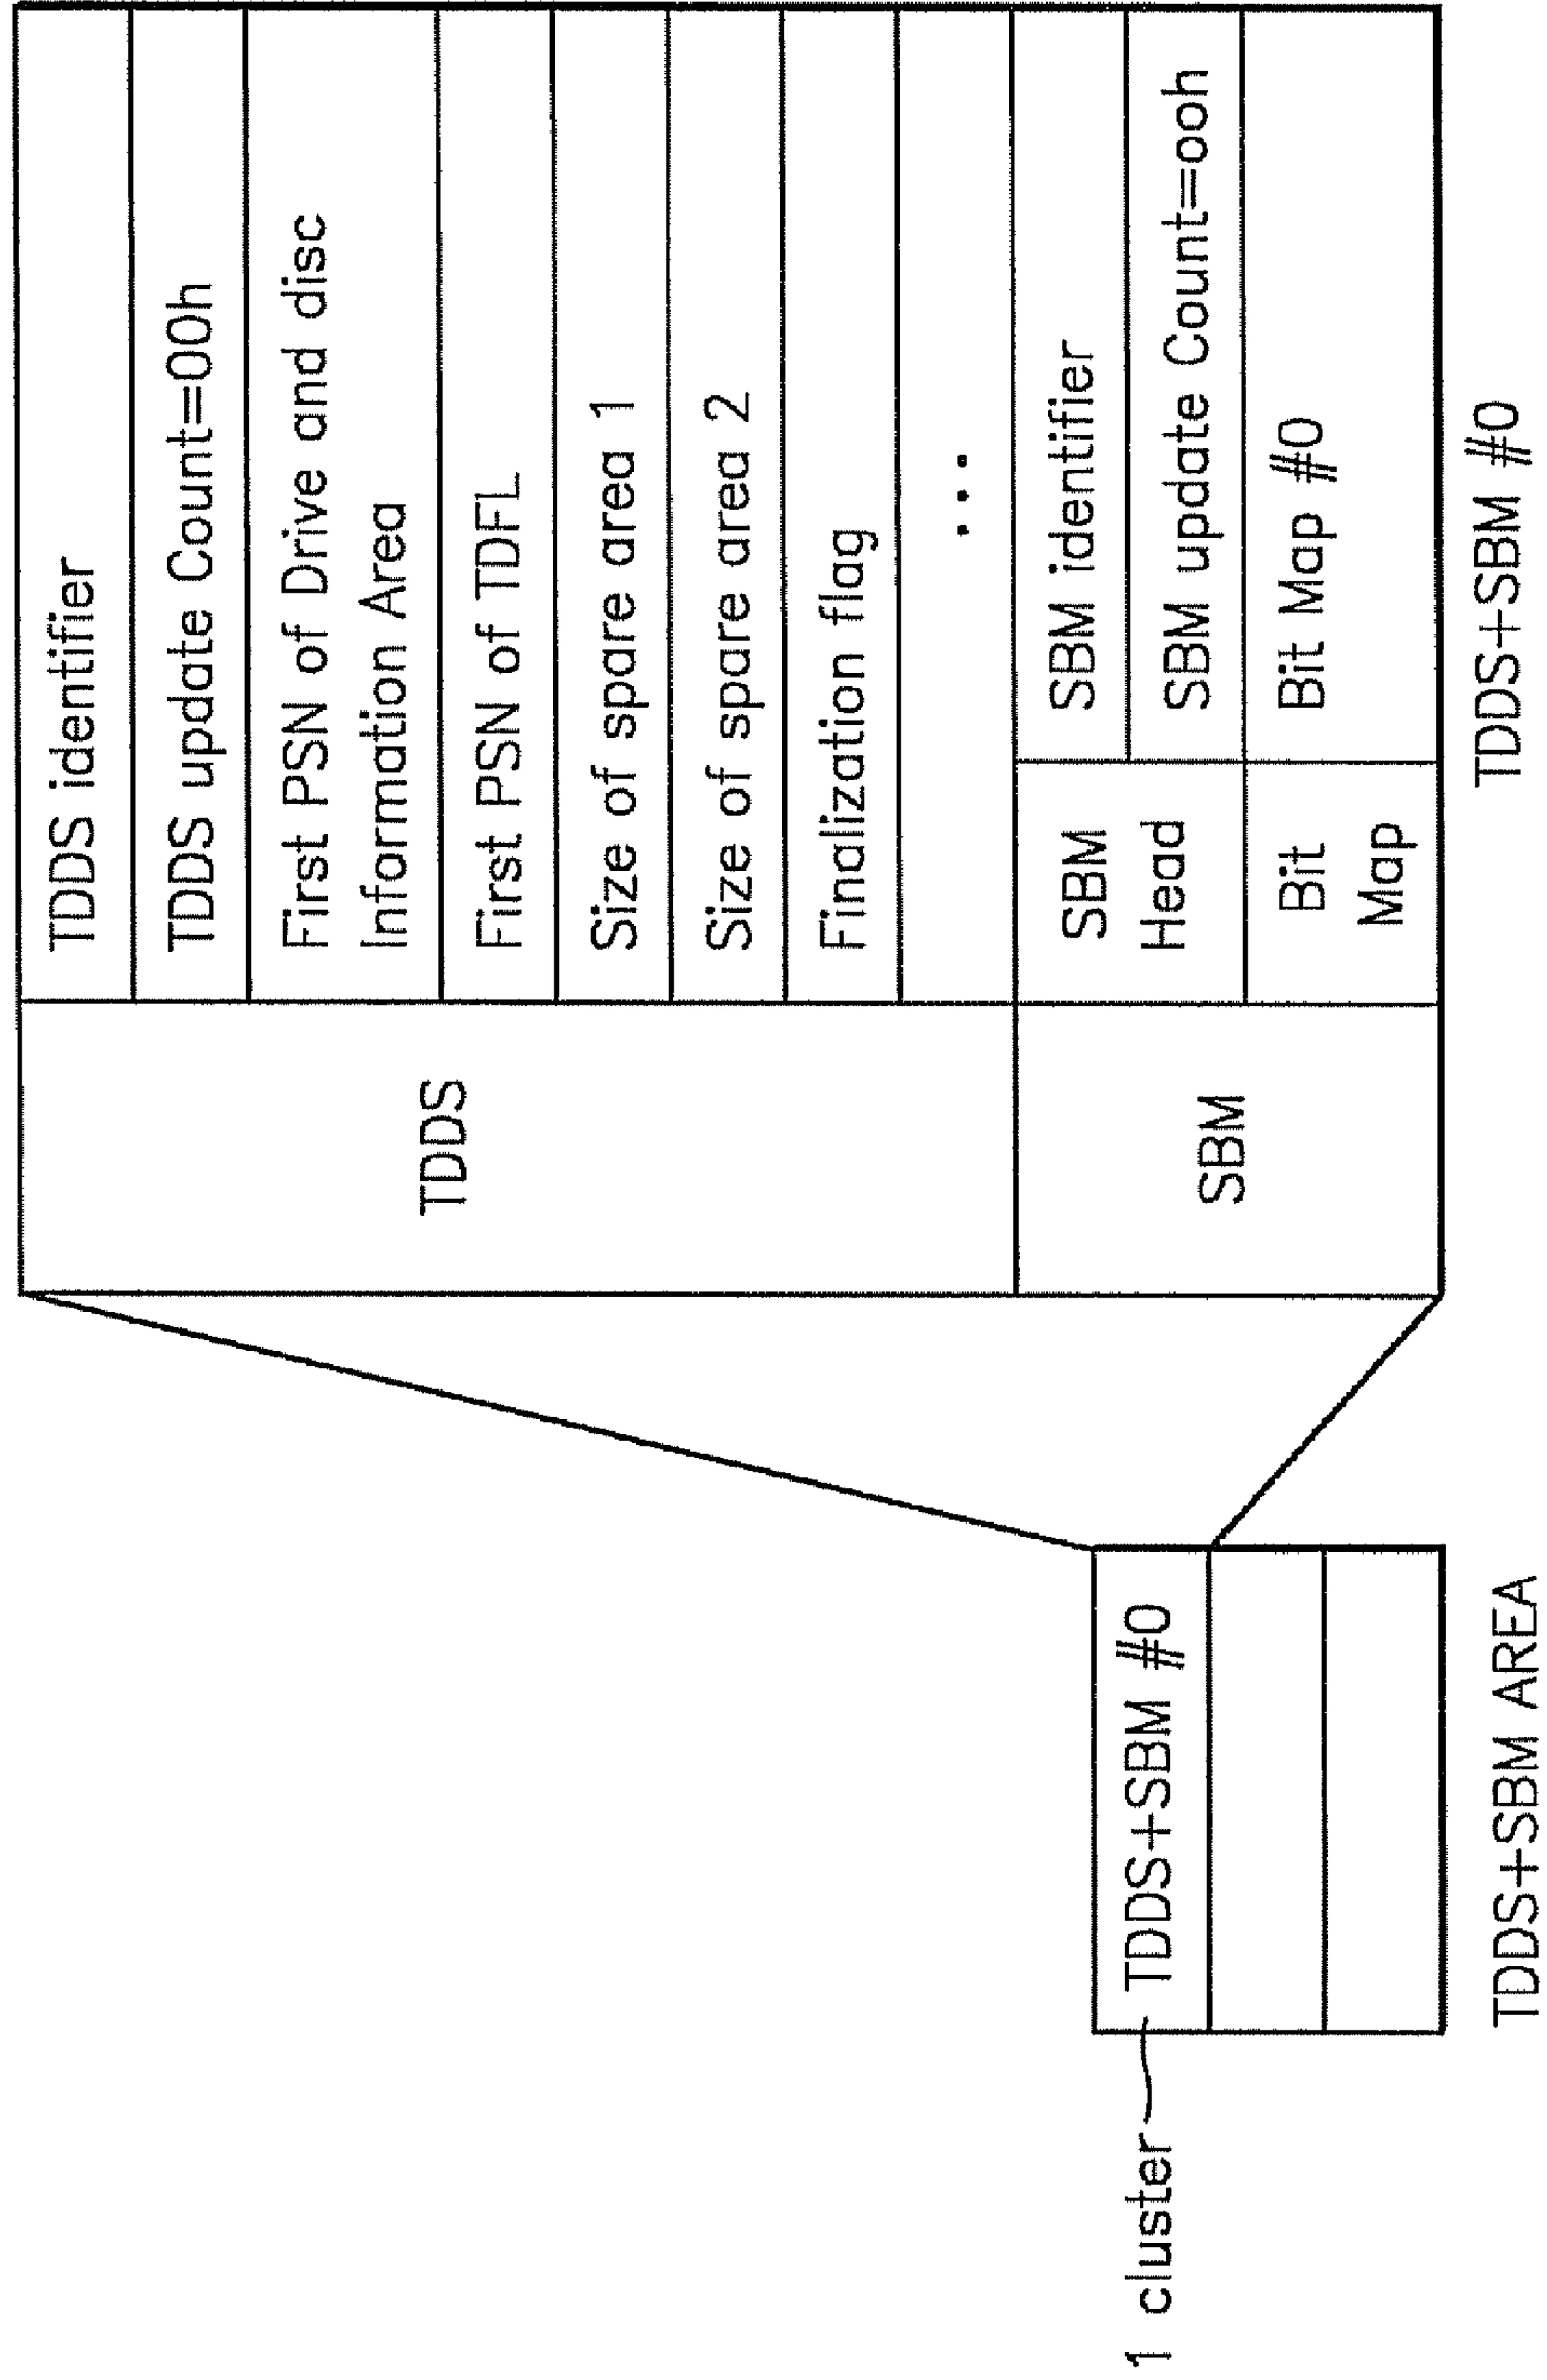 1 cluster
TDDS+SBM #0
TDDS+SBM AREA
TDDS
TDDS identifier
TDDS update Count=00h
First PSN of Drive and disc
Information Area
First PSN of TDFL
Size of spare area 1
Size of spare area 2
Finalization flag
...
SBM
SBM
Head
SBM identifier
SBM update Count=ooh
Bit
Map
Bit Map #0
TDDS+SBM #0